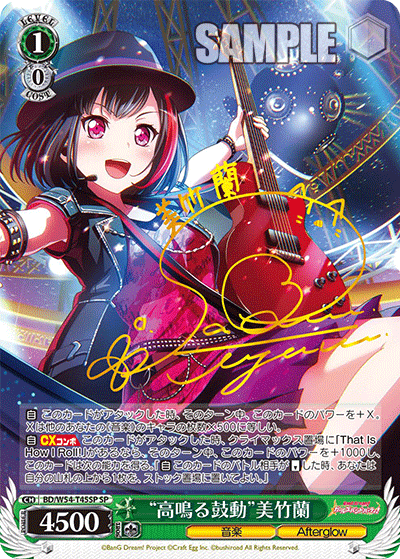 SAMPLE
LEVEL
1
0
COST
美竹蘭
【自】 このカードがアタックした時、そのターン中、このカードのパワーを+X。
Xは他のあなたの《音楽》のキャラの枚数×500に等しい。
【自】 CXコンボ このカードがアタックした時、クライマックス置場に「That Is
How I Roll!」があるなら、そのターン中、このカードのパワーを+1000し、
このカードは次の能力を得る。『【自】 このカードのバトル相手が【リバース】した時、あなたは
自分の山札の上から1枚を、ストック置場に置いてよい。』
CH BD/W54-T45SP SP
4500
“高鳴る鼓動”美竹蘭
音楽
Afterglow
©BanG Dream! Project ©Craft Egg Inc. ©bushiroad All Rights Reserved.